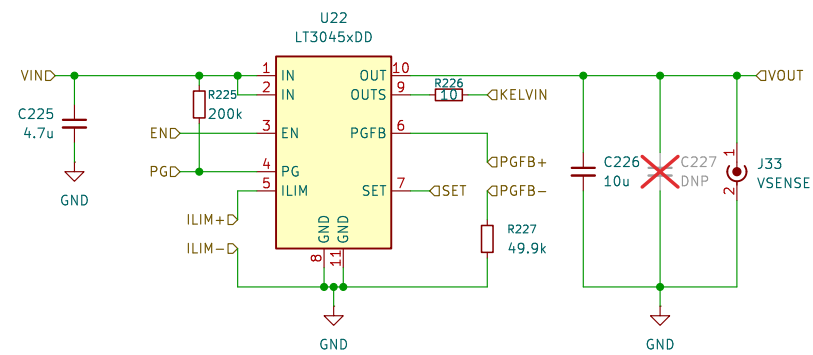 U22
LT3045xDD
VIN
1
IN
OUT
10
VOUT
2
IN
OUTS
9
R226
10
KELVIN
R225
200k
C225
4.7u
EN
3
EN
PGFB
6
PG
4
PG
PGFB+
5
ILIM
SET
7
SET
PGFB-
C226
10u
C227
DNP
1
2
J33
VSENSE
ILIM+
ILIM-
GND
GND
8
11
R227
49.9k
GND
GND
GND